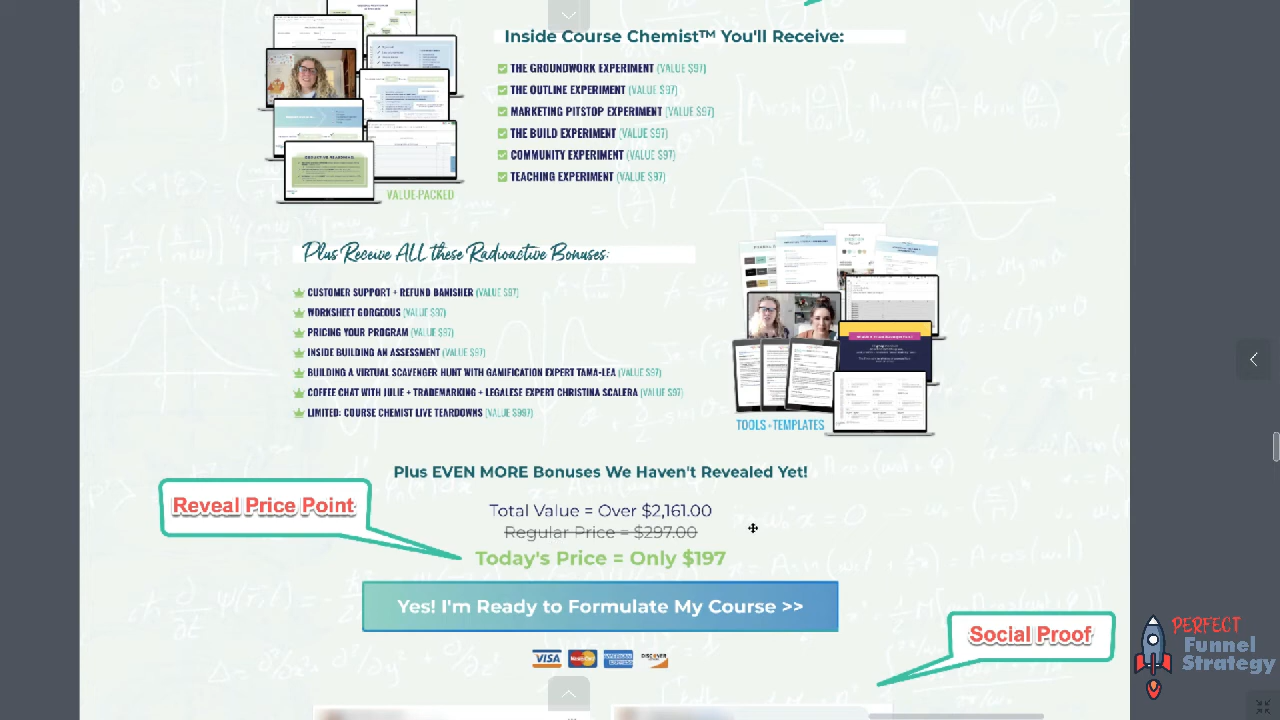 Inside Course Chemist™ You'll Receive:
THE GROUNDWORK EXPERIMENT (VALUE $97)
THE OUTLINE EXPERIMENT (VALUE $97)
MARKETING PILOT EXPERIMENT (VALUE $97)
THE BUILD EXPERIMENT (VALUE $97)
COMMUNITY EXPERIMENT (VALUE $97)
TEACHING EXPERIMENT (VALUE $97)
VALUE-PACKED
Plus Receive ALL these Radioactive Bonuses:
CUSTOMER SUPPORT + REFUND BANISHER (VALUE $97)
WORKSHEET GORGEOUS (VALUE $97)
PRICING YOUR PROGRAM (VALUE $97)
INSIDE BUILDING AN ASSESSMENT (VALUE $97)
BUILDING A VIRTUAL SCAVENGER HUNT WITH GAMIFICATION EXPERT TAMA-LEA (VALUE $97)
COFFEE CHAT WITH JULIE + TRADEMARKING + LEGALESE EXPERT CHRISTINA SCALERA (VALUE $97)
LIMITED: COURSE CHEMIST LIVE TEARDOWNS (VALUE $997)
TOOLS + TEMPLATES
Plus EVEN MORE Bonuses We Haven't Revealed Yet!
Reveal Price Point
Total Value = Over $2,161.00
Regular Price = $297.00
Today's Price = Only $197
Yes! I'm Ready to Formulate My Course >>
Social Proof
PERFECT
Funnel
Strategy
VISA
MasterCard
AMERICAN EXPRESS
DISCOVER